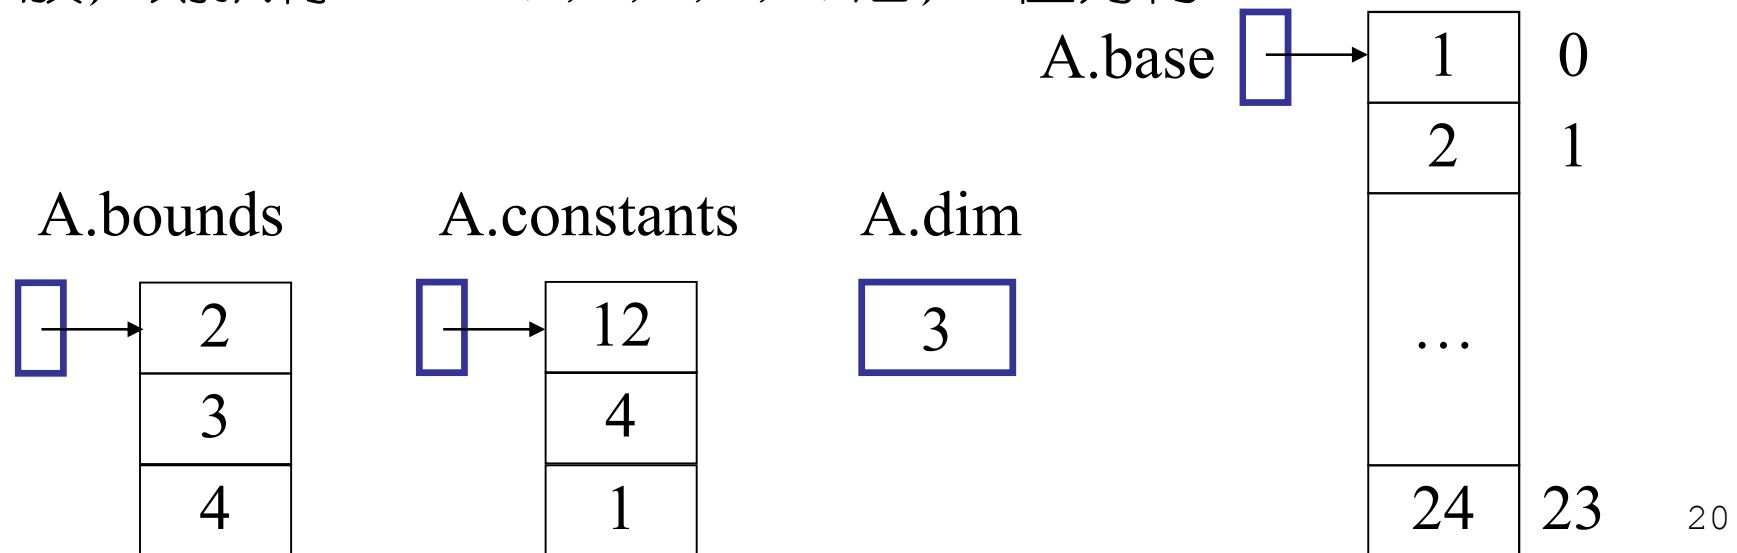 A.base
1 0
2 1
A.bounds A.constants A.dim
2 12 3
…
3 4
4 1 24 23 20